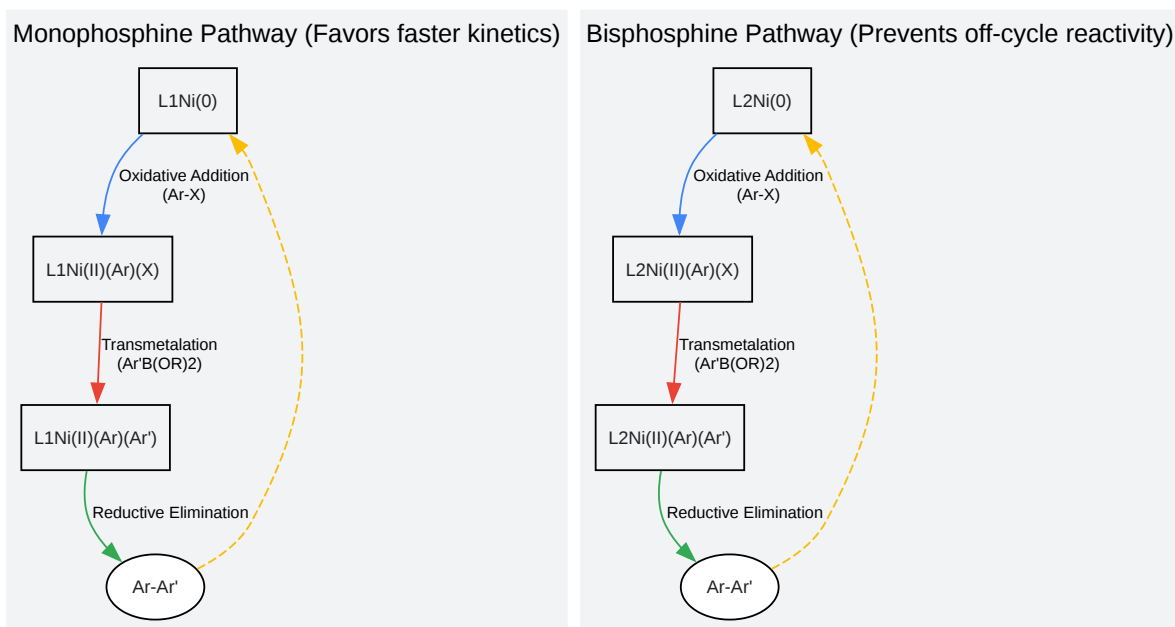 Monophosphine Pathway (Favors faster kinetics)
L1Ni(0)
Oxidative Addition
(Ar-X)
L1Ni(II)(Ar)(X)
Transmetalation
(Ar'B(OR)2)
L1Ni(II)(Ar)(Ar')
Reductive Elimination
Ar-Ar'
Bisphosphine Pathway (Prevents off-cycle reactivity)
L2Ni(0)
Oxidative Addition
(Ar-X)
L2Ni(II)(Ar)(X)
Transmetalation
(Ar'B(OR)2)
L2Ni(II)(Ar)(Ar')
Reductive Elimination
Ar-Ar'